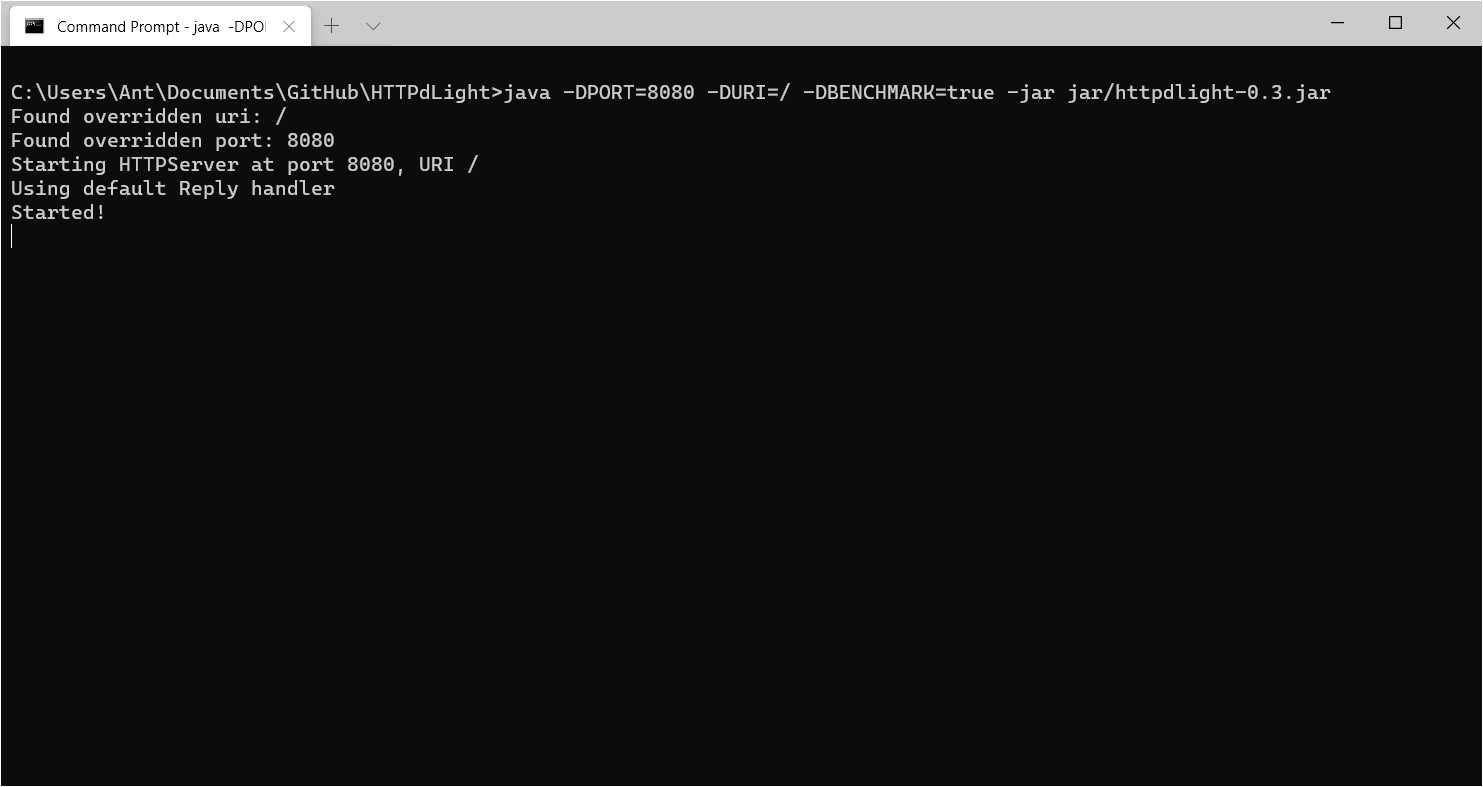 Command Prompt - java -DPO
C:\Users\Ant\Documents\GitHub\HTTPdLight>java -DPORT=8080 -DURI=/ -DBENCHMARK=true -jar jar/httpdlight-0.3.jar
Found overridden uri: /
Found overridden port: 8080
Starting HTTPServer at port 8080, URI /
Using default Reply handler
Started!